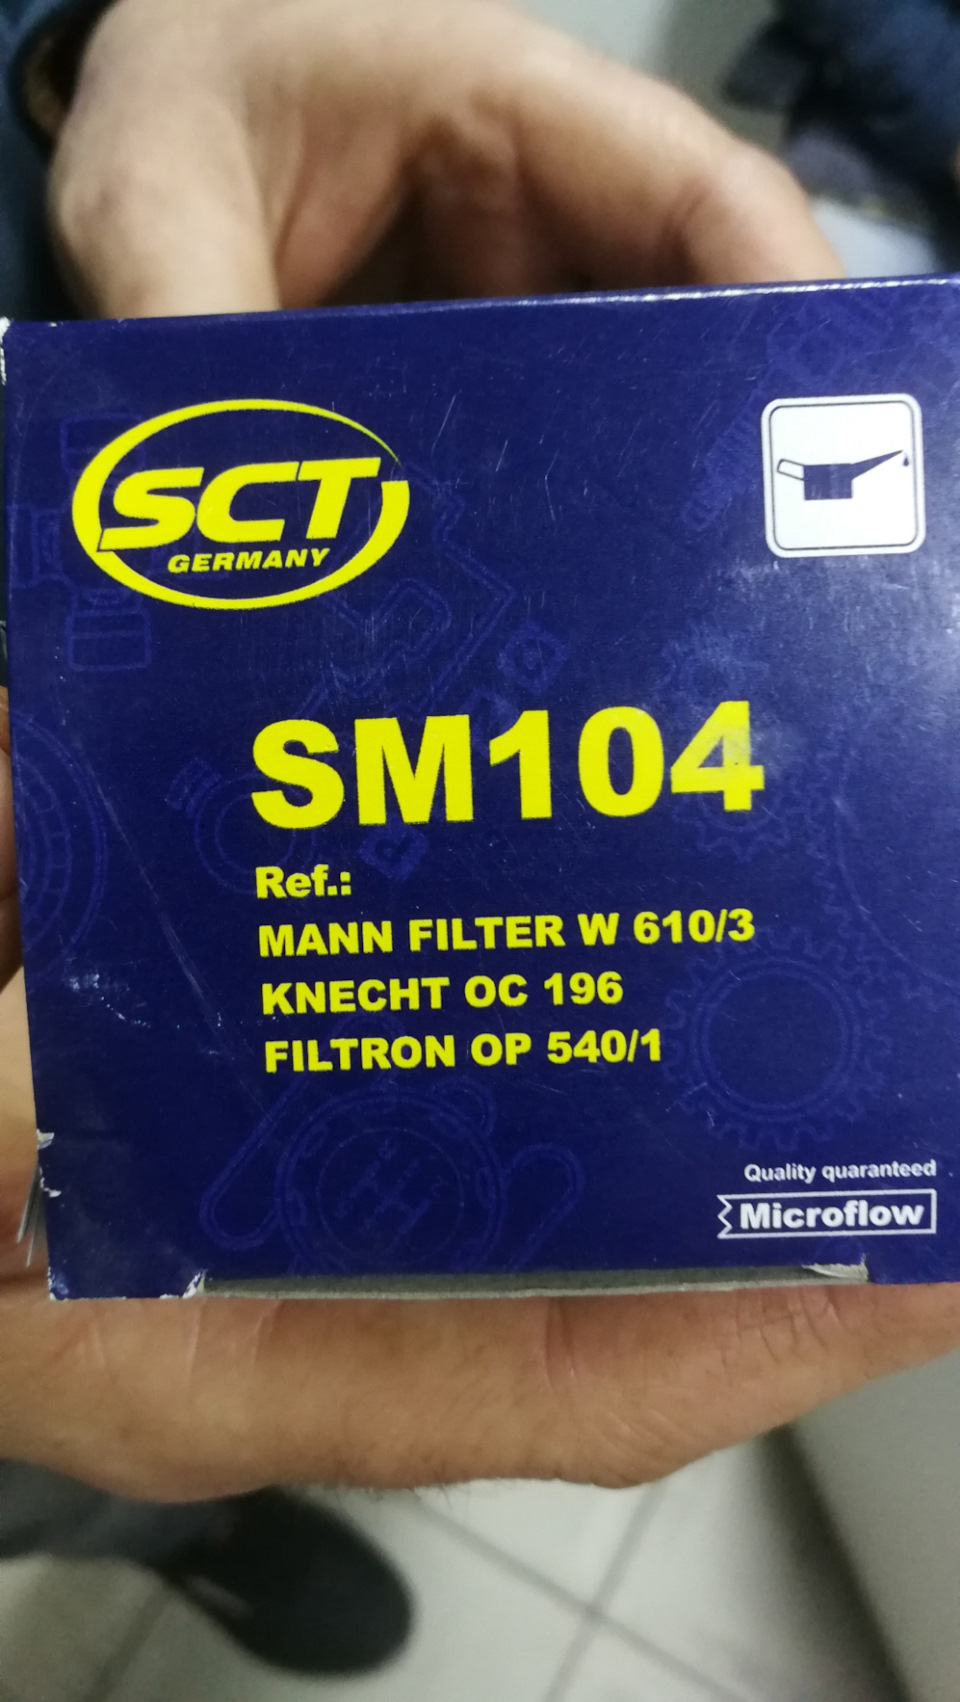 SCT
GERMANY
SM104
Ref.:
MANN FILTER W 610/3
KNECHT OC 196
FILTRON OP 540/1
Quality quaranteed
Microflow